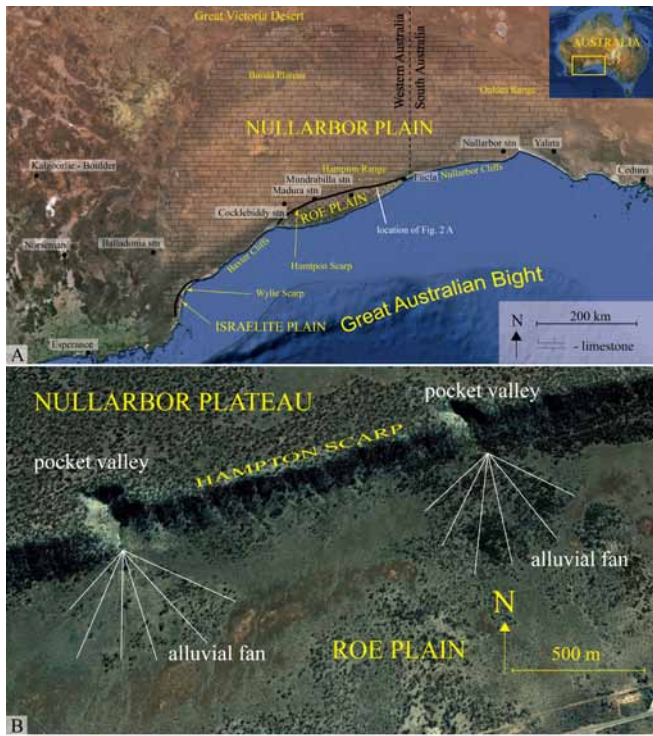 Great Victoria Desert
AUSTRALIA
Western Australia
South Australia
Bunda Plateau
Ooldea Range
NULLARBOR PLAIN
Nullarbor stn
Yalata
Kalgoorlie - Boulder
Hampton Range
Mundrabilla stn
Eucla
Nullarbor Cliffs
Ceduna
Madura stn
Cocklebiddy stn
ROE PLAIN
location of Fig. 2 A
Norseman
Balladonia stn
Baxter Cliffs
Hamtpon Scarp
Wylie Scarp
Great Australian Bight
ISRAELITE PLAIN
200 km
N
- limestone
Esperance
A
NULLARBOR PLATEAU
pocket valley
HAMPTON SCARP
pocket valley
alluvial fan
alluvial fan
N
ROE PLAIN
500 m
B